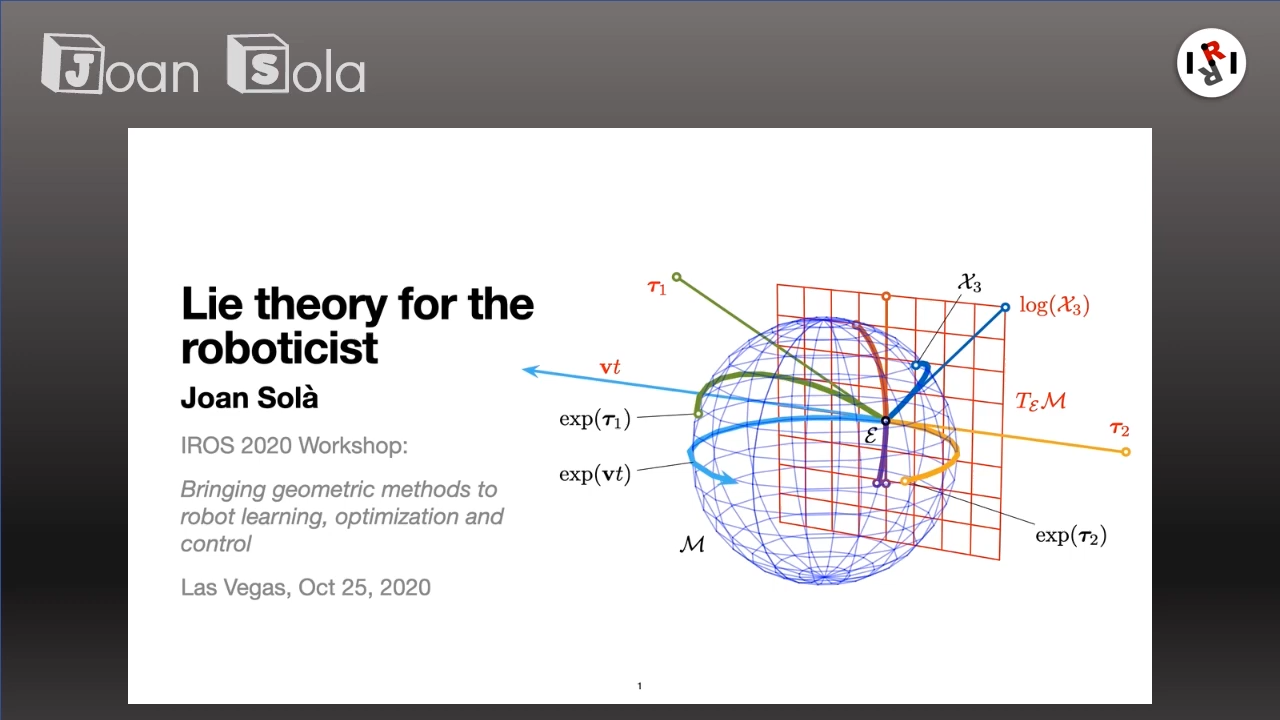 Joan Sola
IRI
Lie theory for the
roboticist
Joan Solà
IROS 2020 Workshop:
Bringing geometric methods to
robot learning, optimization and
control
Las Vegas, Oct 25, 2020
τ₁
𝒳₃
log(𝒳₃)
vt
T_ℰℳ
exp(τ₁)
τ₂
ℰ
exp(vt)
exp(τ₂)
ℳ
1